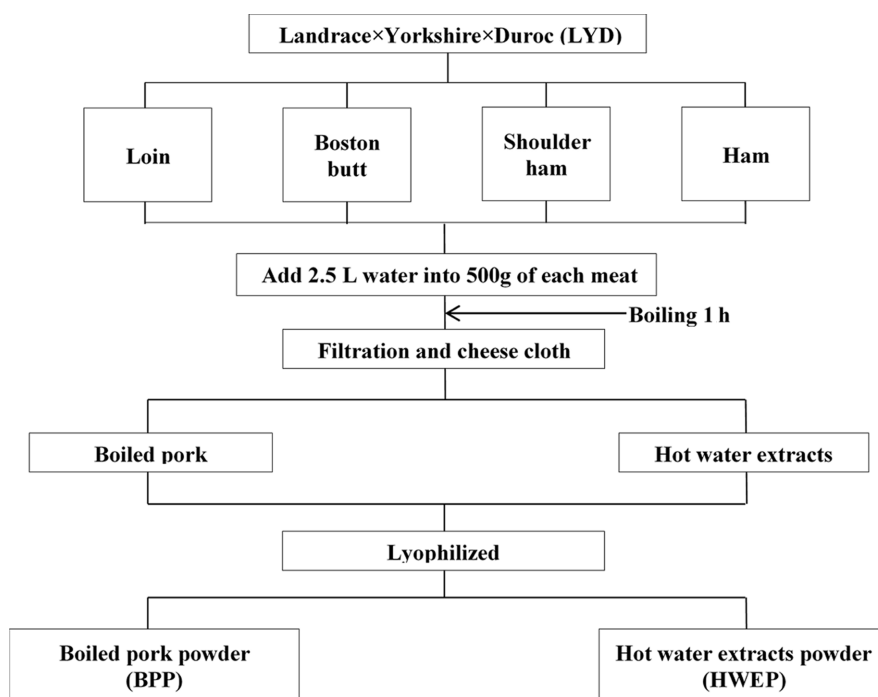 Landrace×Yorkshire×Duroc (LYD)
Loin
Boston
butt
Shoulder
ham
Ham
Add 2.5 L water into 500g of each meat
Boiling 1 h
Filtration and cheese cloth
Boiled pork
Hot water extracts
Lyophilized
Boiled pork powder
(BPP)
Hot water extracts powder
(HWEP)